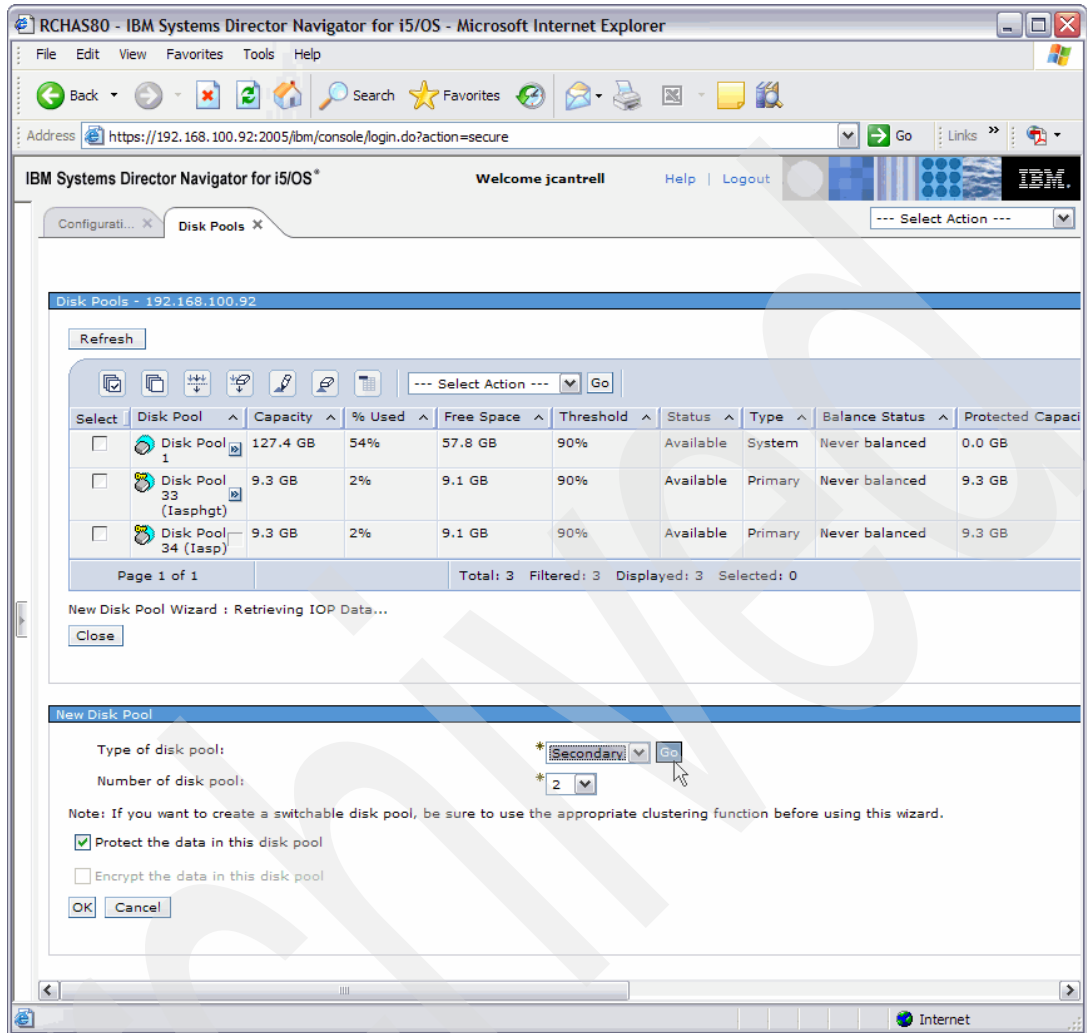 RCHAS80 - IBM Systems Director Navigator for i5/OS - Microsoft Internet Explorer
File Edit View Favorites Tools Help
Back Search Favorites
Address https://192.168.100.92:2005/ibm/console/login.do?action=secure Go Links »
IBM Systems Director Navigator for i5/OS® Welcome jcantrell Help | Logout IBM.
Configurati... X Disk Pools X --- Select Action ---
Disk Pools - 192.168.100.92
Refresh
--- Select Action --- Go
Select Disk Pool ^ Capacity ^ % Used ^ Free Space ^ Threshold ^ Status ^ Type ^ Balance Status ^ Protected Capaci
Disk Pool 127.4 GB 54% 57.8 GB 90% Available System Never balanced 0.0 GB
1
Disk Pool 9.3 GB 2% 9.1 GB 90% Available Primary Never balanced 9.3 GB
33
(Iasphgt)
Disk Pool 9.3 GB 2% 9.1 GB 90% Available Primary Never balanced 9.3 GB
34 (Iasp)
Page 1 of 1 Total: 3 Filtered: 3 Displayed: 3 Selected: 0
New Disk Pool Wizard : Retrieving IOP Data...
Close
New Disk Pool
Type of disk pool: * Secondary Go
Number of disk pool: * 2
Note: If you want to create a switchable disk pool, be sure to use the appropriate clustering function before using this wizard.
Protect the data in this disk pool
Encrypt the data in this disk pool
OK Cancel
Internet